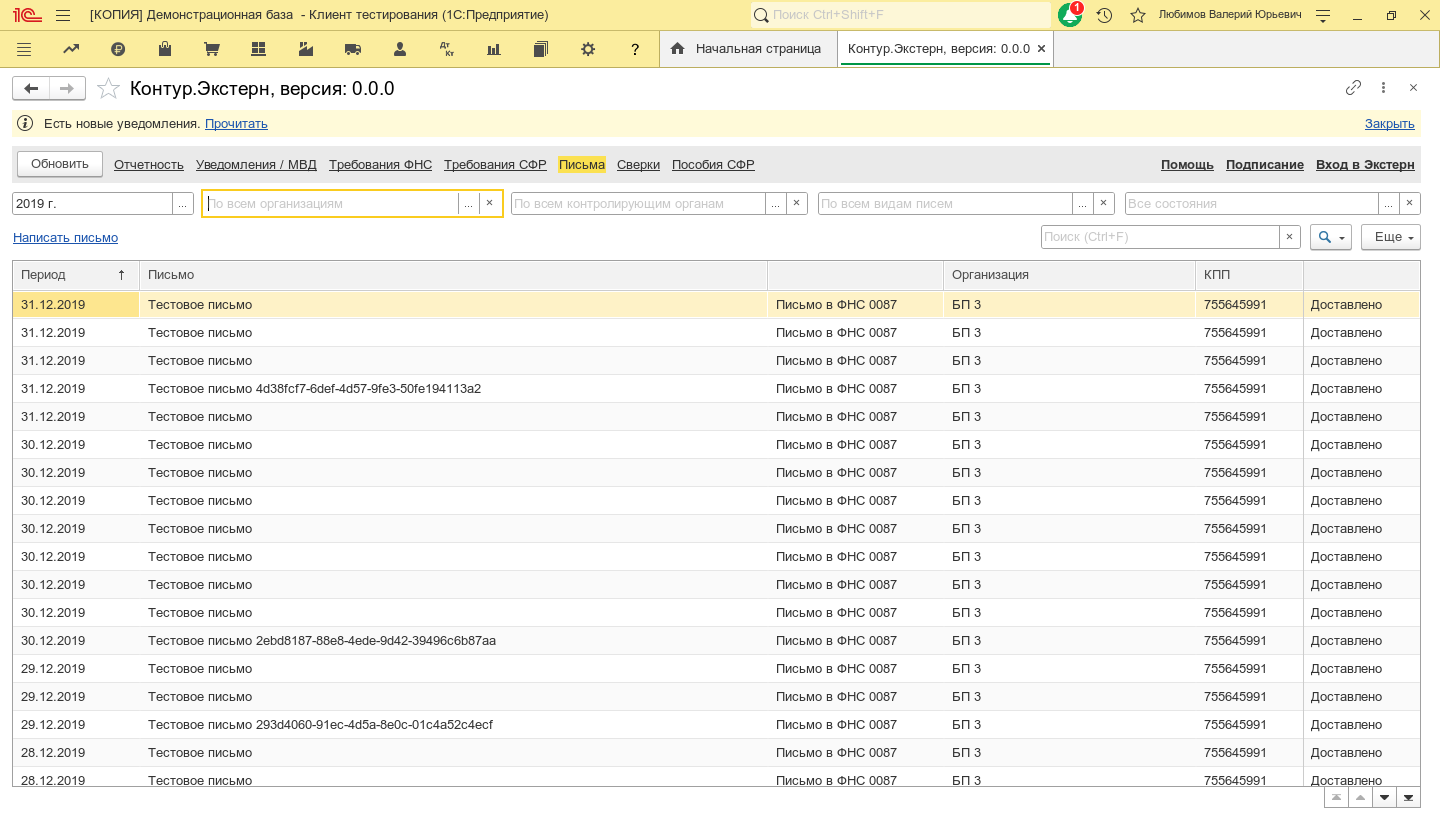 [КОПИЯ] Демонстрационная база - Клиент тестирования (1С:Предприятие)
Поиск Ctrl+Shift+F
1
Любимов Валерий Юрьевич
Дт Кт
?
Начальная страница
Контур.Экстерн, версия: 0.0.0
Контур.Экстерн, версия: 0.0.0
Есть новые уведомления. Прочитать
Закрыть
Обновить Отчетность Уведомления / МВД Требования ФНС Требования СФР Письма Сверки Пособия СФР Помощь Подписание Вход в Экстерн
2019 г. ... По всем организациям ... × По всем контролирующим органам ... × По всем видам писем ... × Все состояния ... ×
Написать письмо Поиск (Ctrl+F) × Еще
Период ↑ Письмо Организация КПП
31.12.2019 Тестовое письмо Письмо в ФНС 0087 БП 3 755645991 Доставлено
31.12.2019 Тестовое письмо Письмо в ФНС 0087 БП 3 755645991 Доставлено
31.12.2019 Тестовое письмо Письмо в ФНС 0087 БП 3 755645991 Доставлено
31.12.2019 Тестовое письмо 4d38fcf7-6def-4d57-9fe3-50fe194113a2 Письмо в ФНС 0087 БП 3 755645991 Доставлено
31.12.2019 Тестовое письмо Письмо в ФНС 0087 БП 3 755645991 Доставлено
30.12.2019 Тестовое письмо Письмо в ФНС 0087 БП 3 755645991 Доставлено
30.12.2019 Тестовое письмо Письмо в ФНС 0087 БП 3 755645991 Доставлено
30.12.2019 Тестовое письмо Письмо в ФНС 0087 БП 3 755645991 Доставлено
30.12.2019 Тестовое письмо Письмо в ФНС 0087 БП 3 755645991 Доставлено
30.12.2019 Тестовое письмо Письмо в ФНС 0087 БП 3 755645991 Доставлено
30.12.2019 Тестовое письмо Письмо в ФНС 0087 БП 3 755645991 Доставлено
30.12.2019 Тестовое письмо Письмо в ФНС 0087 БП 3 755645991 Доставлено
30.12.2019 Тестовое письмо 2ebd8187-88e8-4ede-9d42-39496c6b87aa Письмо в ФНС 0087 БП 3 755645991 Доставлено
29.12.2019 Тестовое письмо Письмо в ФНС 0087 БП 3 755645991 Доставлено
29.12.2019 Тестовое письмо Письмо в ФНС 0087 БП 3 755645991 Доставлено
29.12.2019 Тестовое письмо 293d4060-91ec-4d5a-8e0c-01c4a52c4ecf Письмо в ФНС 0087 БП 3 755645991 Доставлено
28.12.2019 Тестовое письмо Письмо в ФНС 0087 БП 3 755645991 Доставлено
28.12.2019 Тестовое письмо Письмо в ФНС 0087 БП 3 755645991 Доставлено